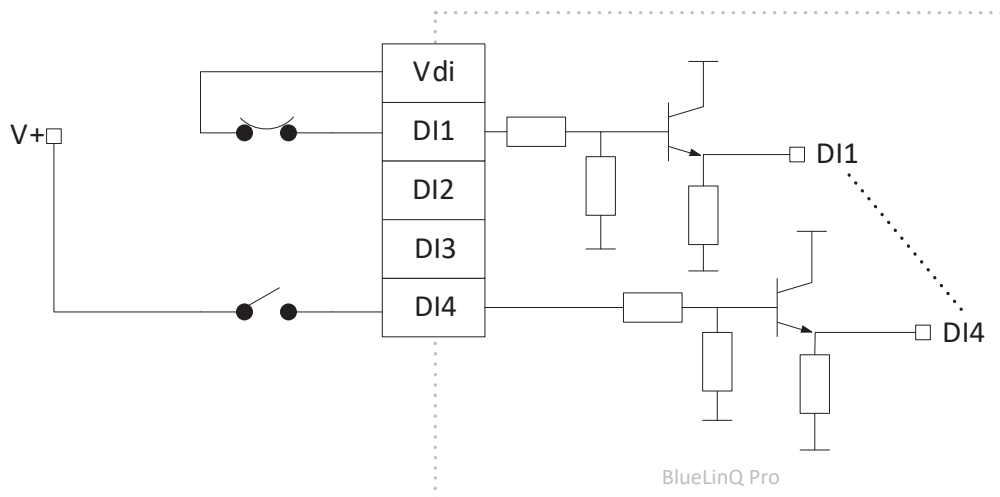 Vdi
V+
DI1
DI1
DI2
DI3
DI4
DI4
BlueLinQ Pro